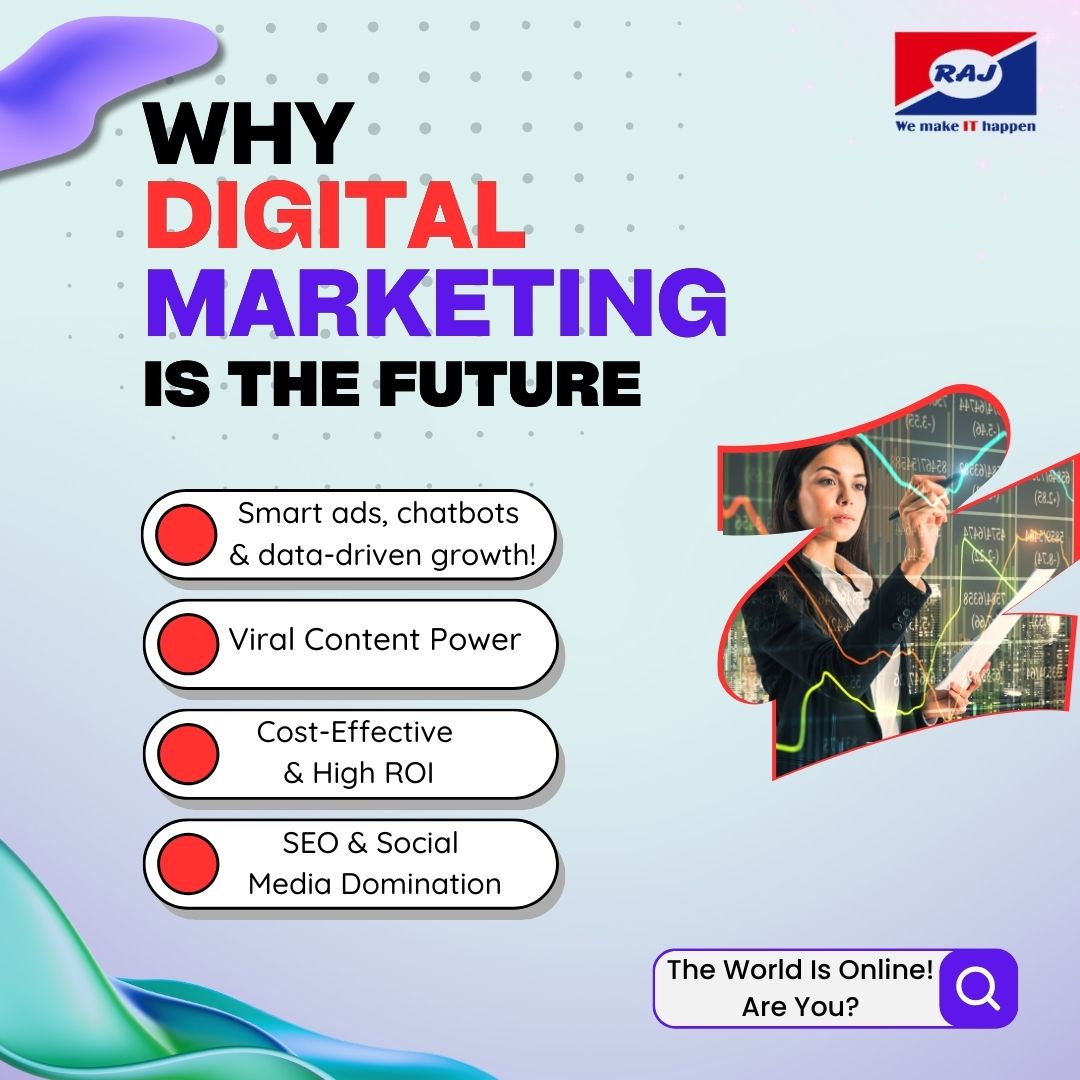 RAJ
We make IT happen
WHY
DIGITAL
MARKETING
IS THE FUTURE
Smart ads, chatbots
& data-driven growth!
Viral Content Power
Cost-Effective
& High ROI
SEO & Social
Media Domination
The World Is Online!
Are You?